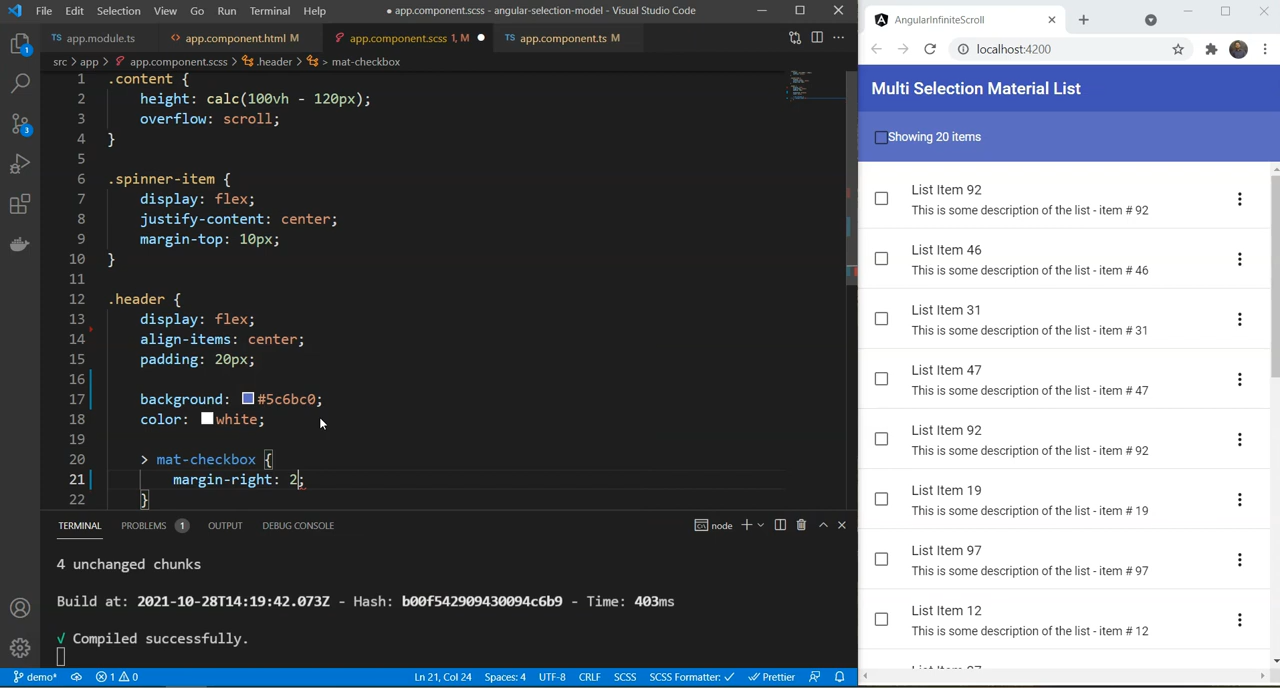 File Edit Selection View Go Run Terminal Help
● app.component.scss - angular-selection-model - Visual Studio Code
TS app.module.ts
<> app.component.html M
app.component.scss 1, M ●
TS app.component.ts M
src > app > app.component.scss > .header > > mat-checkbox
1 .content {
2 height: calc(100vh - 120px);
3 overflow: scroll;
4 }
5
6 .spinner-item {
7 display: flex;
8 justify-content: center;
9 margin-top: 10px;
10 }
11
12 .header {
13 display: flex;
14 align-items: center;
15 padding: 20px;
16
17 background: #5c6bc0;
18 color: white;
19
20 > mat-checkbox {
21 margin-right: 2;
22 }
TERMINAL PROBLEMS 1 OUTPUT DEBUG CONSOLE
node
4 unchanged chunks
Build at: 2021-10-28T14:19:42.073Z - Hash: b00f542909430094c6b9 - Time: 403ms
√ Compiled successfully.
1
3
demo* 1 0
Ln 21, Col 24 Spaces: 4 UTF-8 CRLF SCSS SCSS Formatter: ✓ Prettier
AngularInfiniteScroll
localhost:4200
Multi Selection Material List
Showing 20 items
List Item 92
This is some description of the list - item # 92
List Item 46
This is some description of the list - item # 46
List Item 31
This is some description of the list - item # 31
List Item 47
This is some description of the list - item # 47
List Item 92
This is some description of the list - item # 92
List Item 19
This is some description of the list - item # 19
List Item 97
This is some description of the list - item # 97
List Item 12
This is some description of the list - item # 12